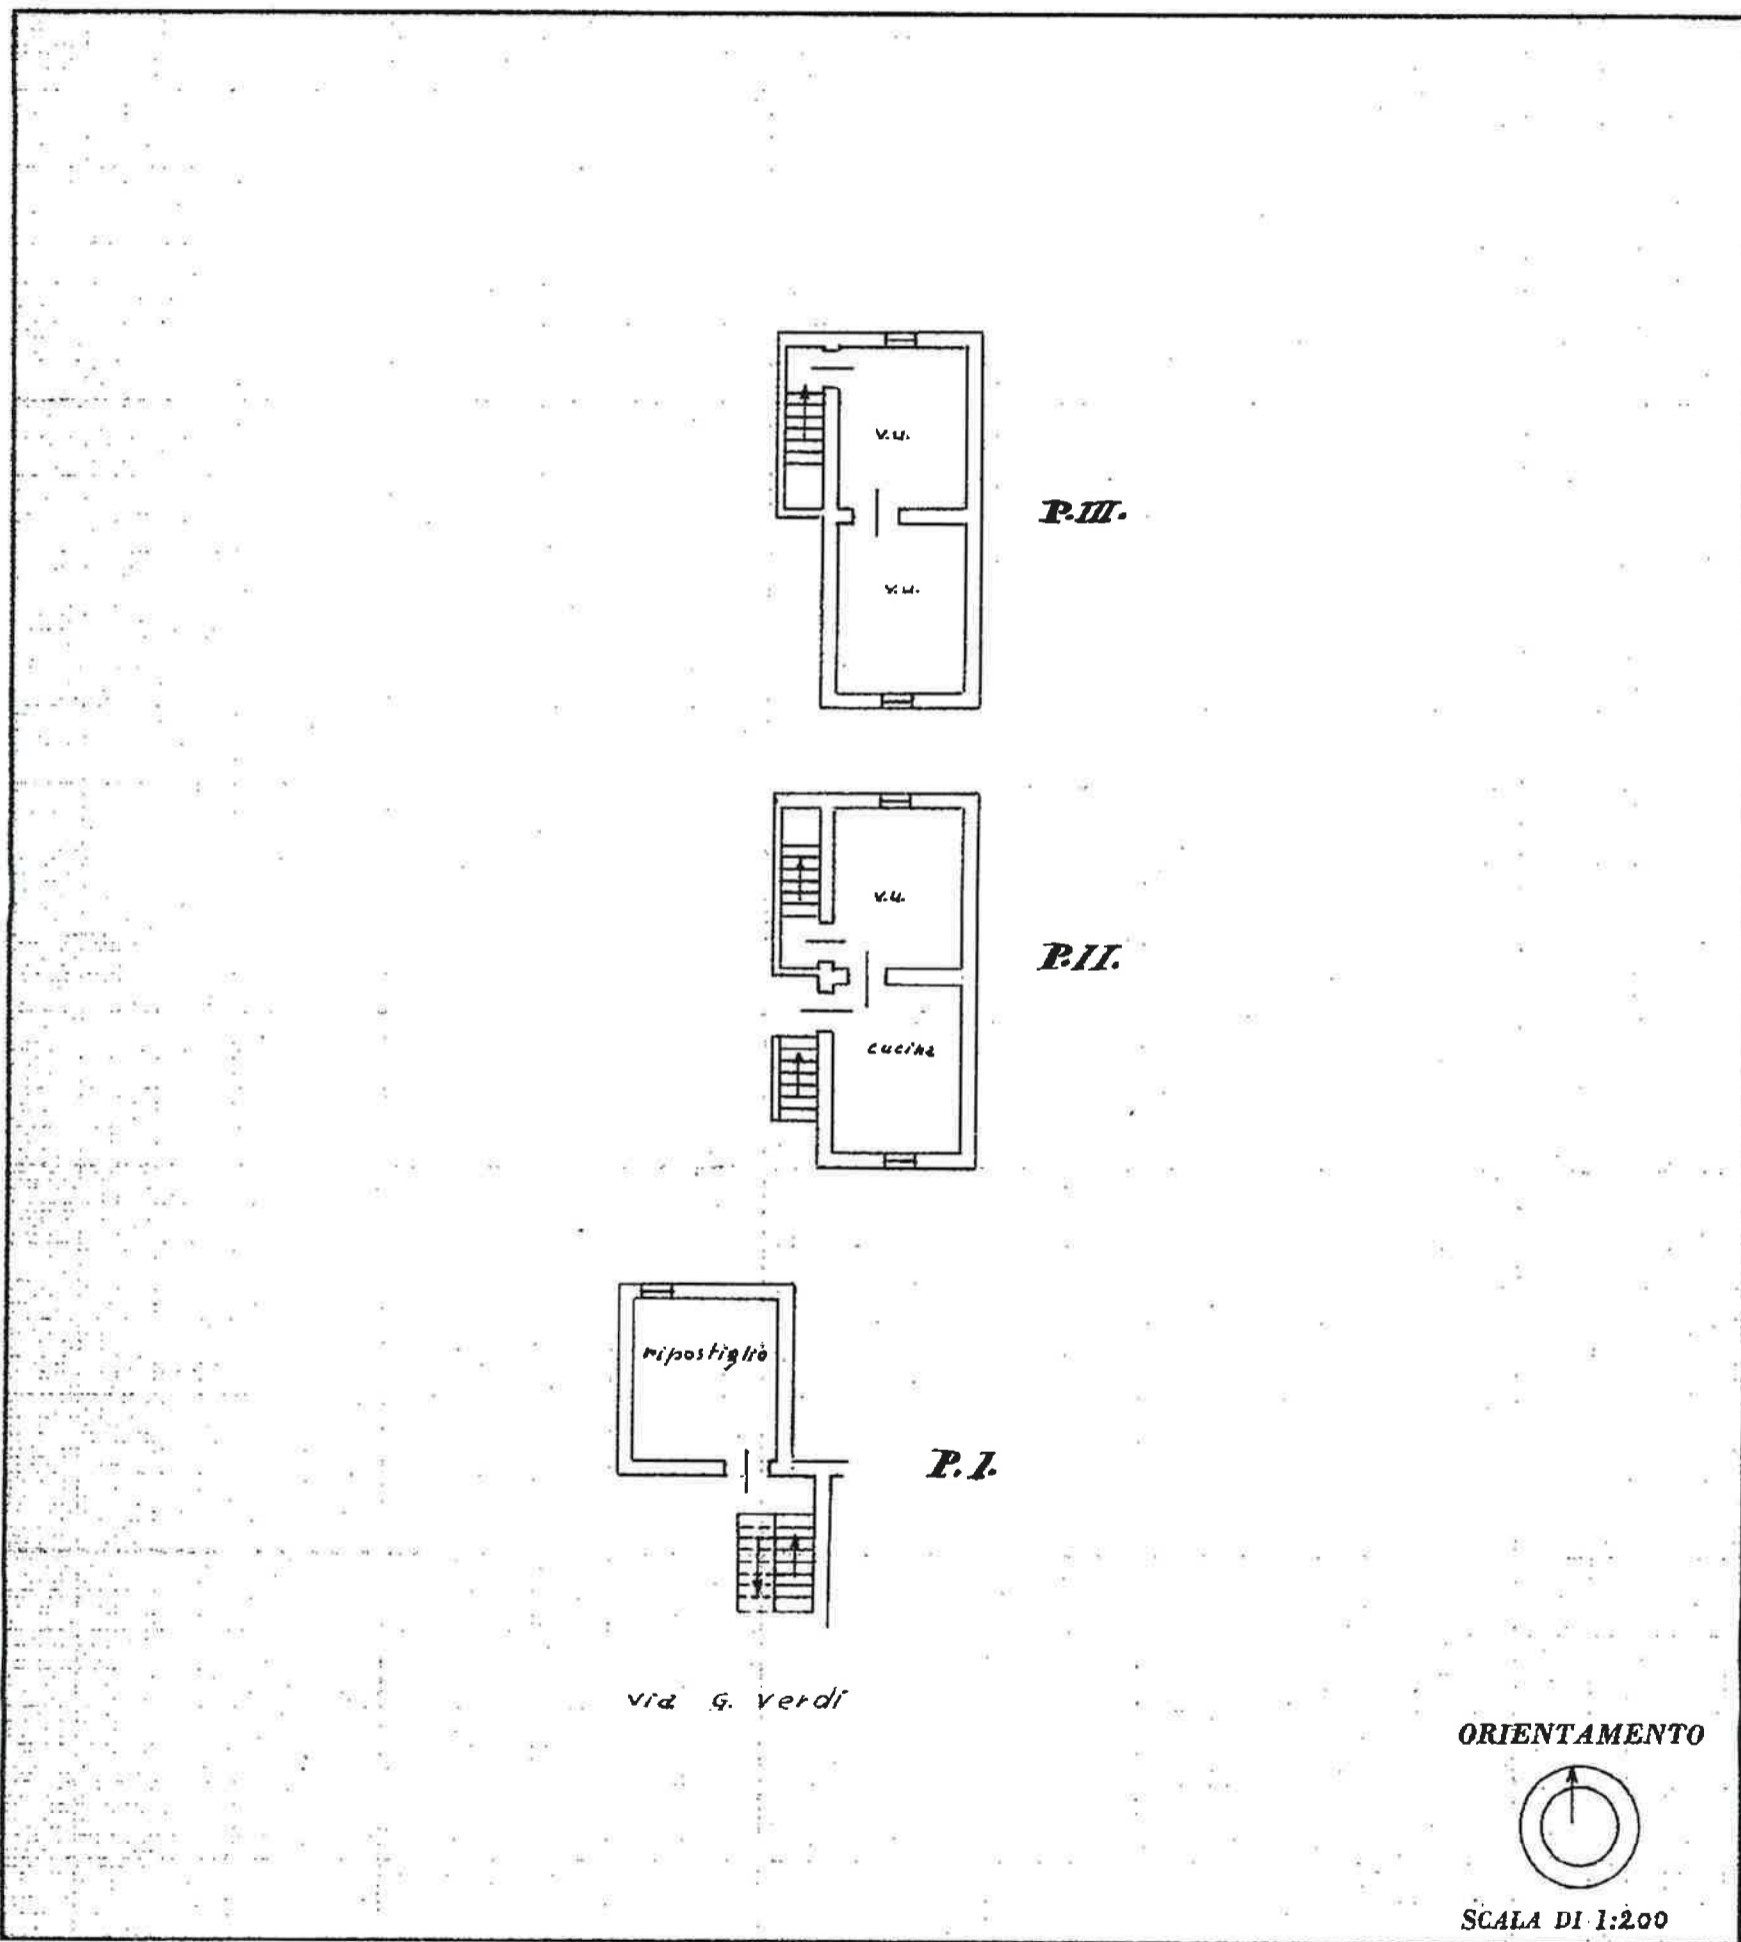 v.u.
P.III.
v.u.
v.u.
P.II.
cucina
ripostiglio
P.I.
via G. Verdi
ORIENTAMENTO
SCALA DI 1:200